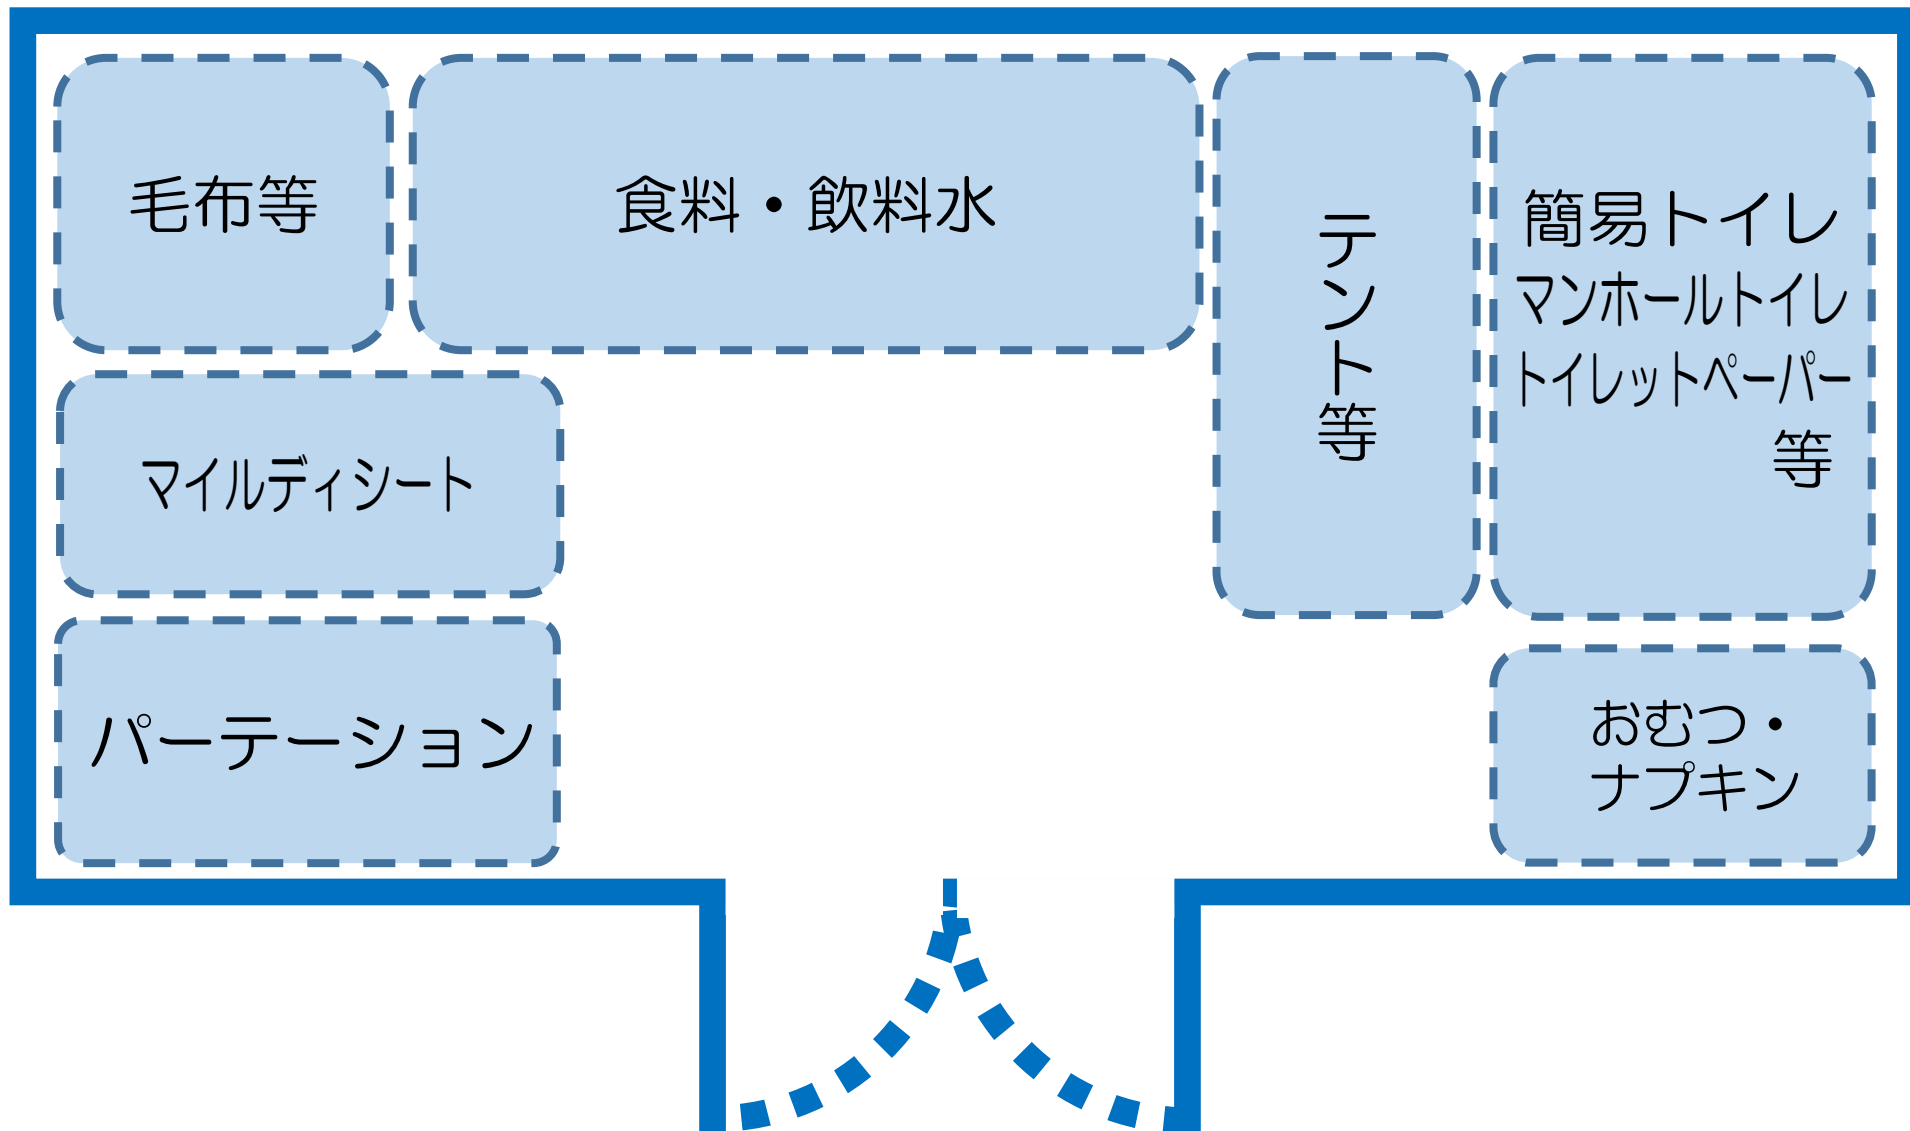 毛布等
食料・飲料水
テント等
簡易トイレ
マンホールトイレ
トイレットペーパー
等
マイルディシート
パーテーション
おむつ・
ナプキン